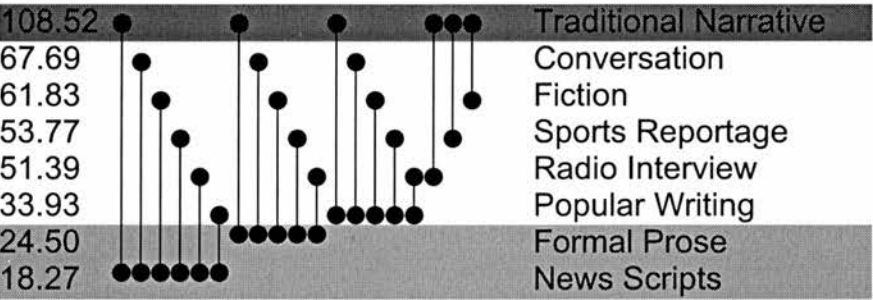 108.52 Traditional Narrative
67.69 Conversation
61.83 Fiction
53.77 Sports Reportage
51.39 Radio Interview
33.93 Popular Writing
24.50 Formal Prose
18.27 News Scripts